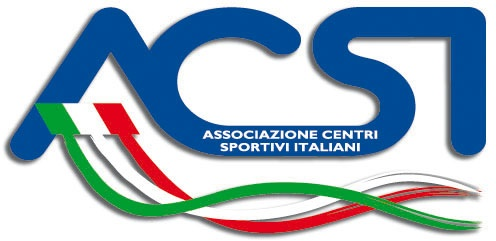 ACSI
ASSOCIAZIONE CENTRI
SPORTIVI ITALIANI